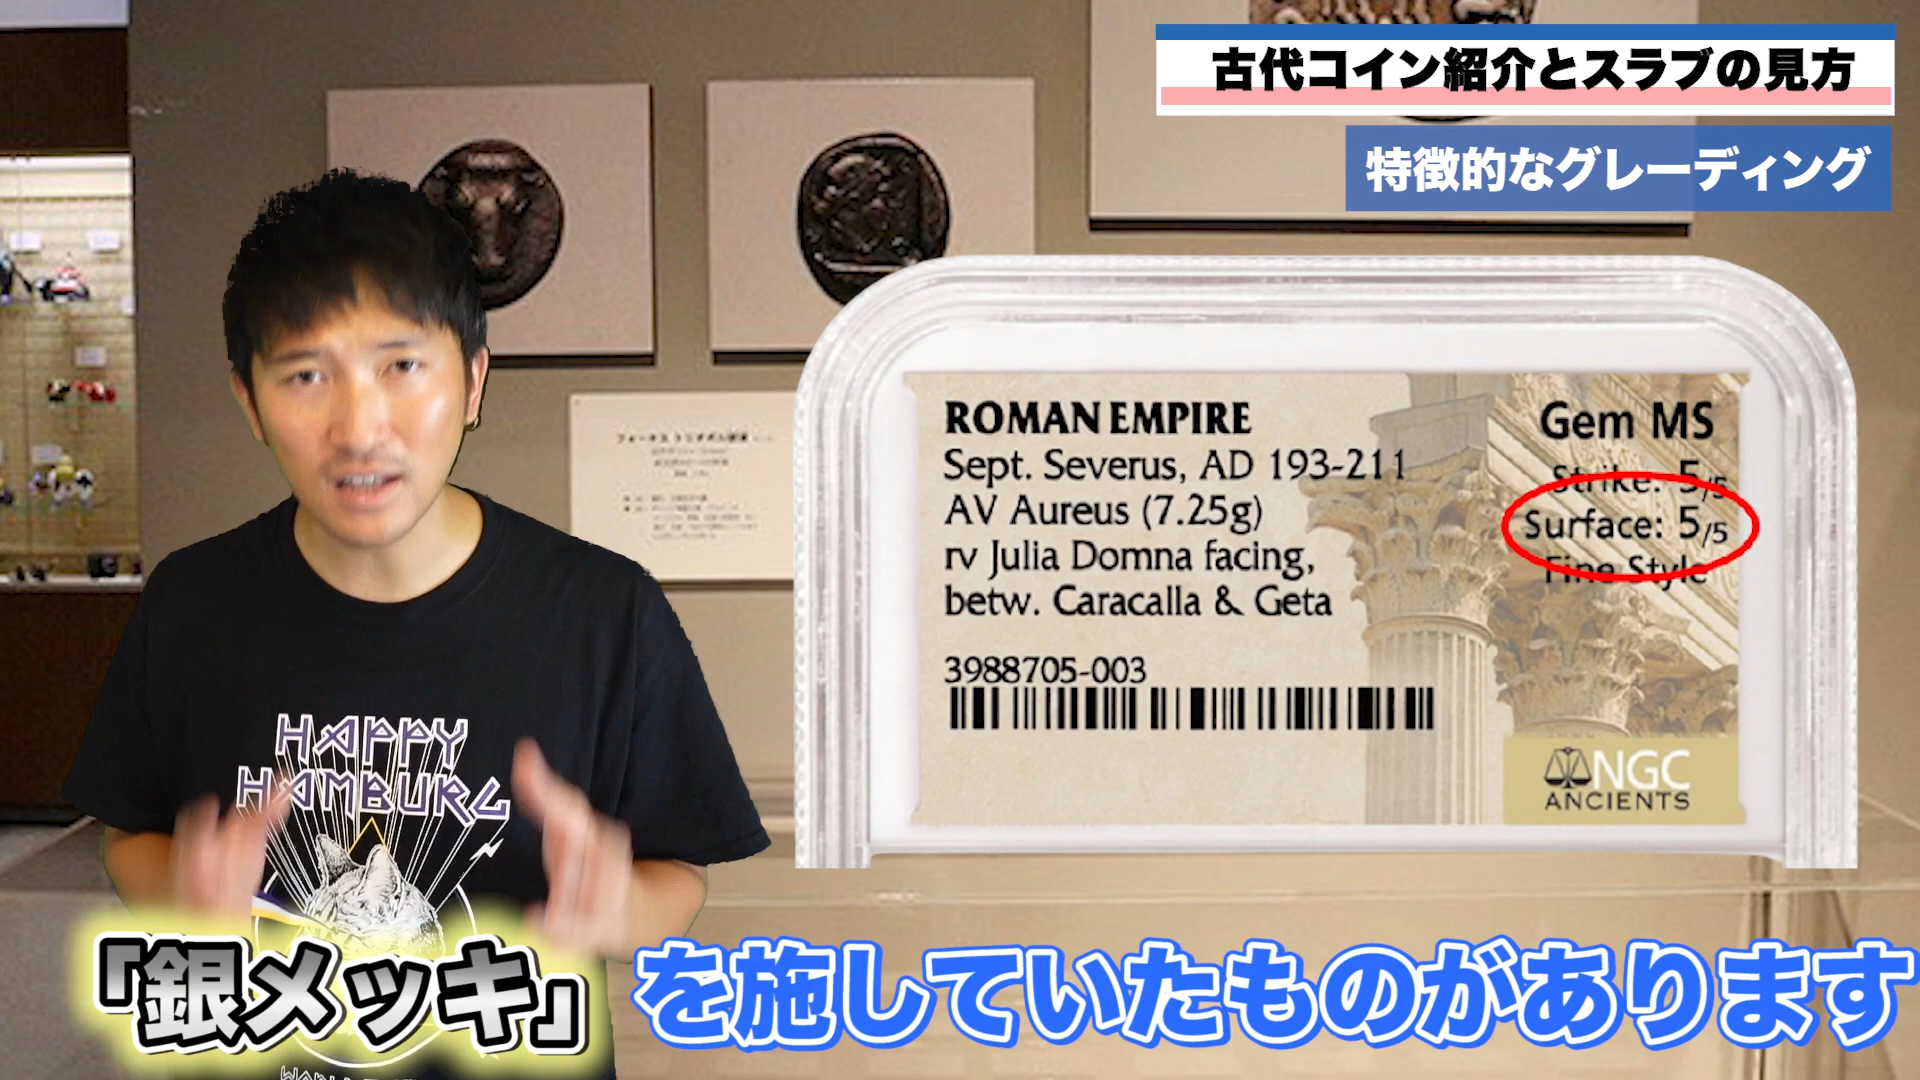 古代コイン紹介とスラブの見方
特徴的なグレーディング
ROMAN EMPIRE
Sept. Severus, AD 193-211
AV Aureus (7.25g)
rv Julia Domna facing,
betw. Caracalla & Geta
3988705-003
Gem MS
Strike: 5/5
Surface: 5/5
Fine Style
NGC
ANCIENTS
HAPPY
HAMBURG
「銀メッキ」を施していたものがあります